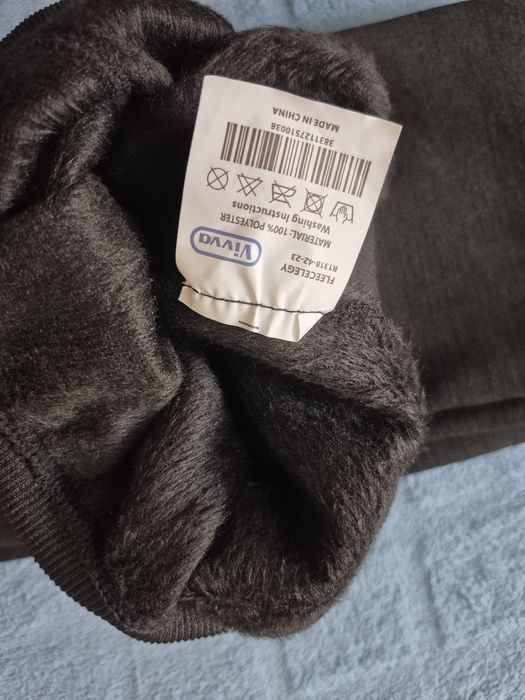 R1318-42-23
FLEECELEGY
Vivva
MATERIAL: 100% POLYESTER
Washing Instructions
3831127510038
MADE IN CHINA